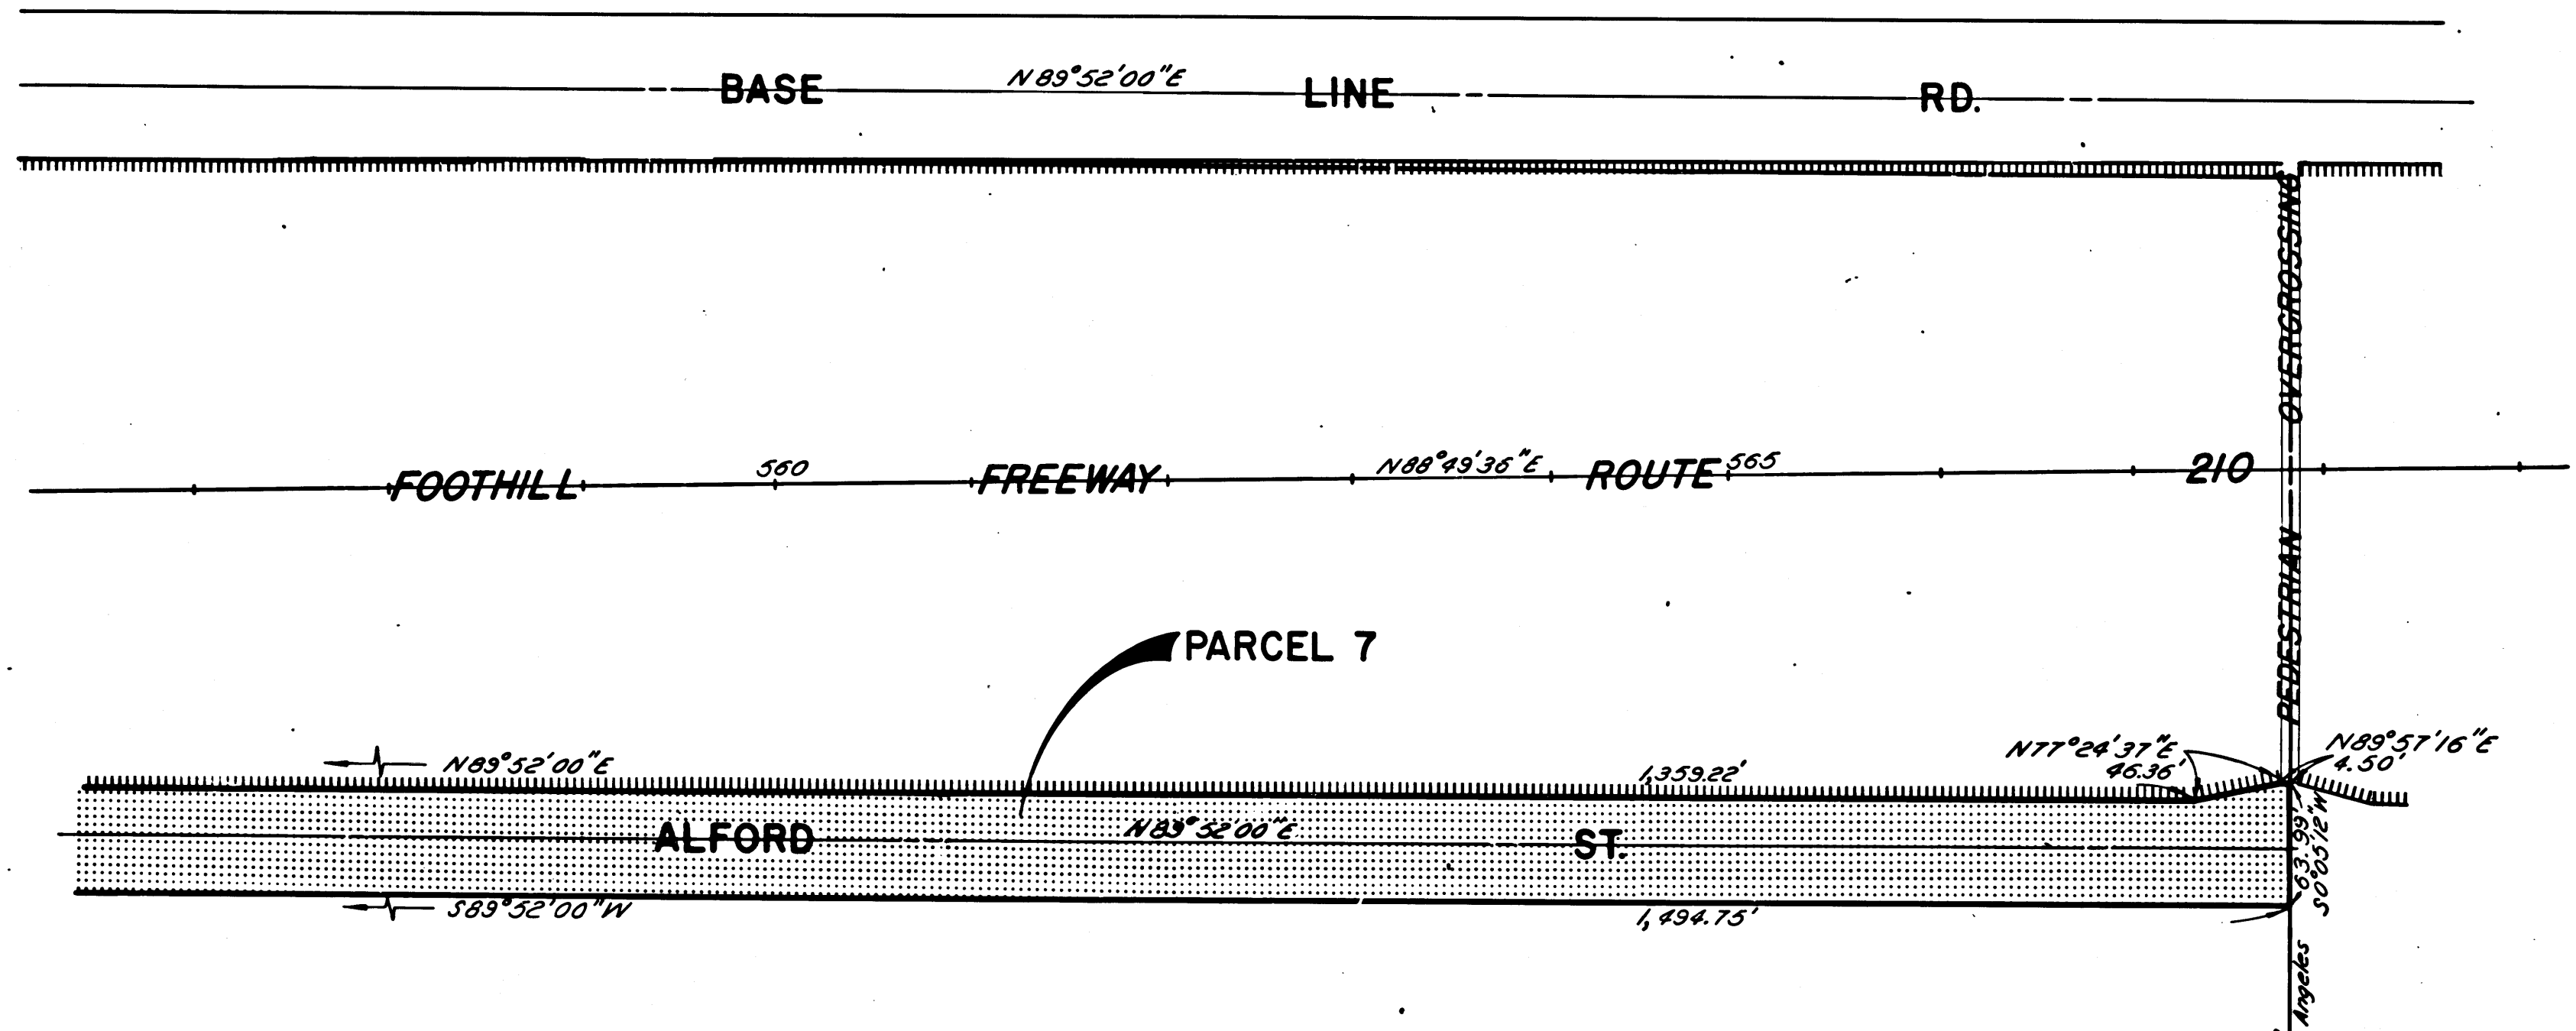 BASE N89°52'00"E LINE RD.
FOOTHILL 560 FREEWAY N88°49'36"E ROUTE 565 210
PEDESTRIAN OVERCROSSING
PARCEL 7
N89°52'00"E
1,359.22'
N77°24'37"E
46.36'
N89°57'16"E
4.50'
ALFORD N89°52'00"E ST.
63.99'
S0°05'12"W
S89°52'00"W
1,494.75'
Angeles